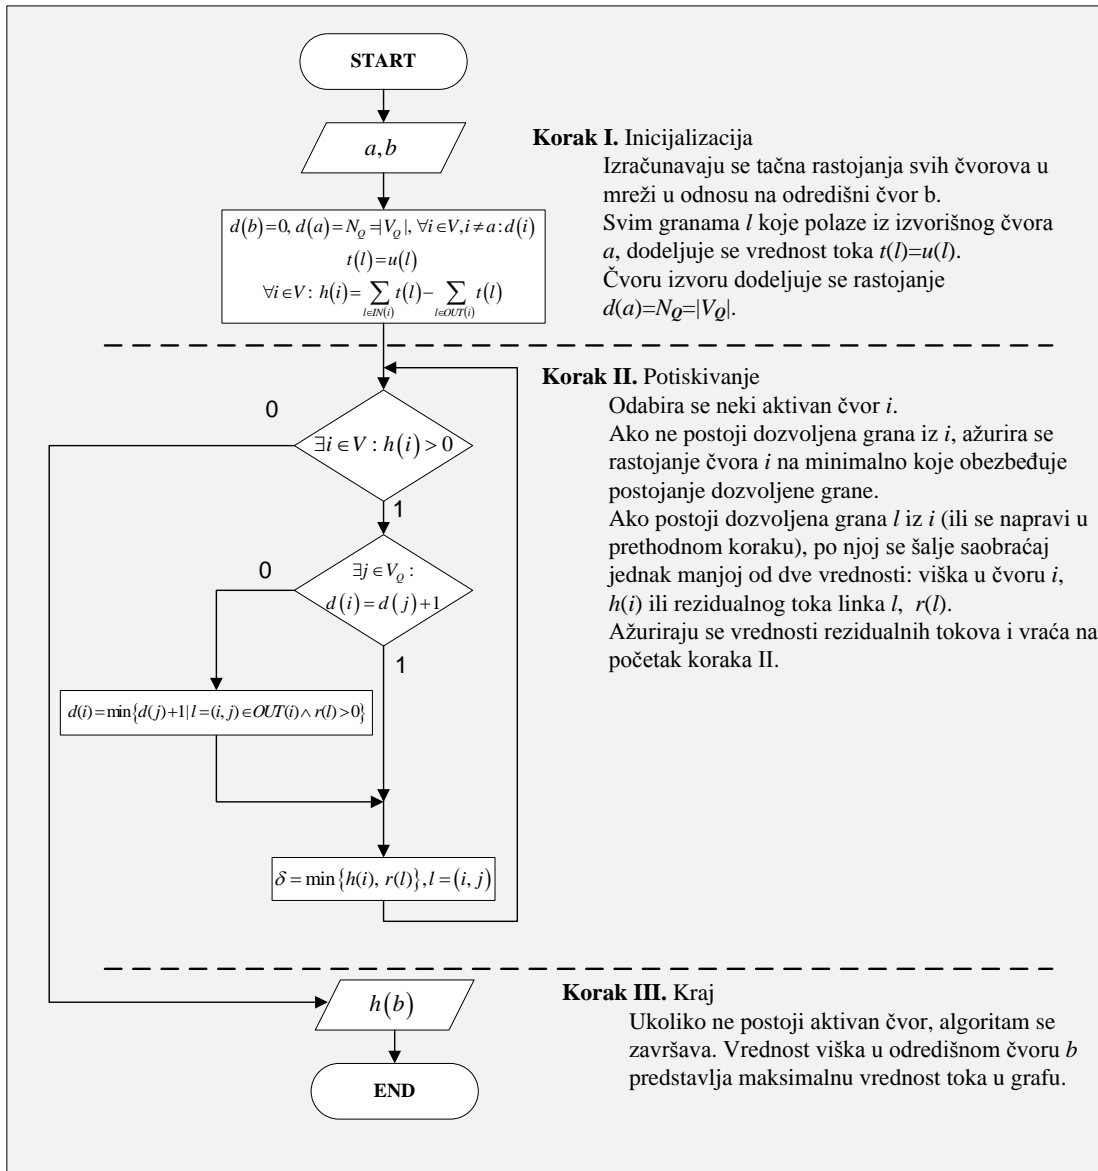 START
a,b
Korak I. Inicijalizacija
Izračunavaju se tačna rastojanja svih čvorova u
mreži u odnosu na odredišni čvor b.
Svim granama l koje polaze iz izvorišnog čvora
a, dodeljuje se vrednost toka t(l)=u(l).
Čvoru izvoru dodeljuje se rastojanje
d(a)=N_Q=|V_Q|.
d(b)=0, d(a)=N_Q=|V_Q|, ∀i∈V,i≠a:d(i)
t(l)=u(l)
∀i∈V: h(i)=∑_{l∈IN(i)} t(l)−∑_{l∈OUT(i)} t(l)
Korak II. Potiskivanje
Odabira se neki aktivan čvor i.
Ako ne postoji dozvoljena grana iz i, ažurira se
rastojanje čvora i na minimalno koje obezbeđuje
postojanje dozvoljene grane.
Ako postoji dozvoljena grana l iz i (ili se napravi u
prethodnom koraku), po njoj se šalje saobraćaj
jednak manjoj od dve vrednosti: viška u čvoru i,
h(i) ili rezidualnog toka linka l, r(l).
Ažuriraju se vrednosti rezidualnih tokova i vraća na
početak koraka II.
0
∃i∈V : h(i)>0
1
0
∃j∈V_Q :
d(i)=d(j)+1
1
d(i)=min{d(j)+1|l=(i,j)∈OUT(i)∧r(l)>0}
δ=min{h(i), r(l)},l=(i,j)
Korak III. Kraj
Ukoliko ne postoji aktivan čvor, algoritam se
završava. Vrednost viška u odredišnom čvoru b
predstavlja maksimalnu vrednost toka u grafu.
h(b)
END